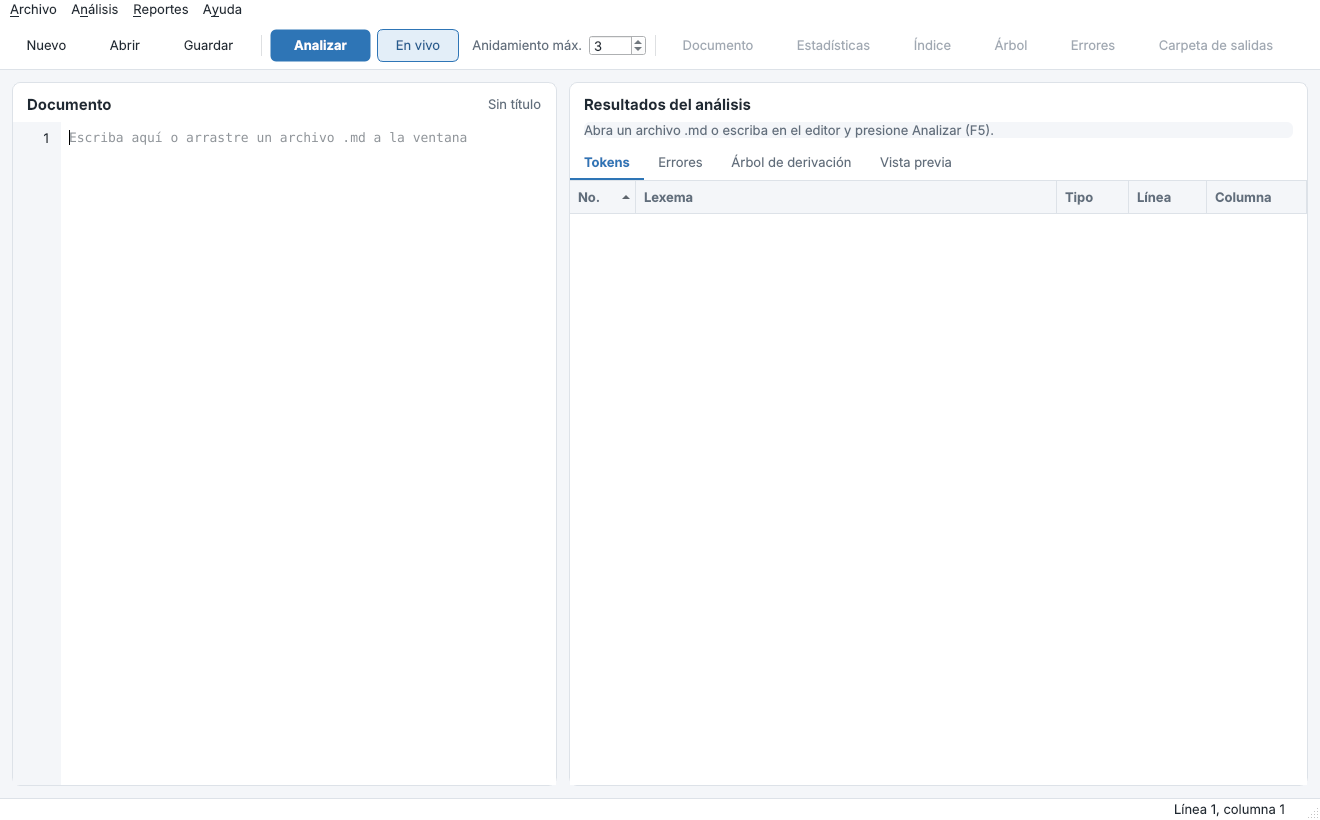 Archivo Análisis Reportes Ayuda
Nuevo Abrir Guardar Analizar En vivo Anidamiento máx. 3 Documento Estadísticas Índice Árbol Errores Carpeta de salidas
Documento Sin título
1 Escriba aquí o arrastre un archivo .md a la ventana
Resultados del análisis
Abra un archivo .md o escriba en el editor y presione Analizar (F5).
Tokens Errores Árbol de derivación Vista previa
No. Lexema Tipo Línea Columna
Línea 1, columna 1